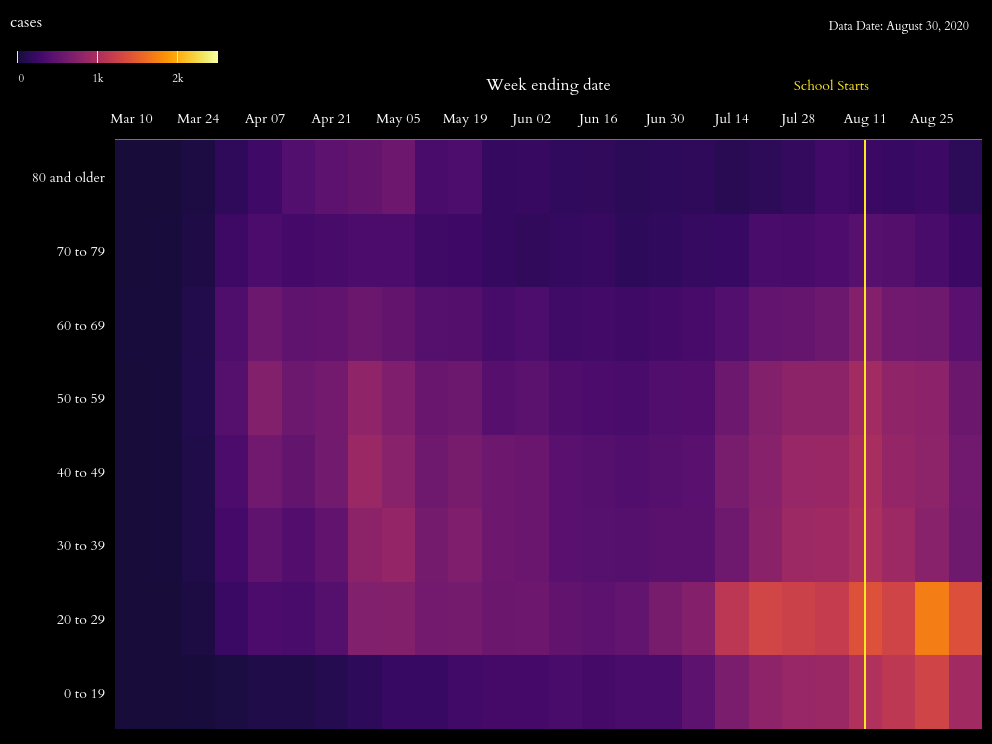 cases
Data Date: August 30, 2020
0 1k 2k
Week ending date
School Starts
Mar 10 Mar 24 Apr 07 Apr 21 May 05 May 19 Jun 02 Jun 16 Jun 30 Jul 14 Jul 28 Aug 11 Aug 25
80 and older
70 to 79
60 to 69
50 to 59
40 to 49
30 to 39
20 to 29
0 to 19